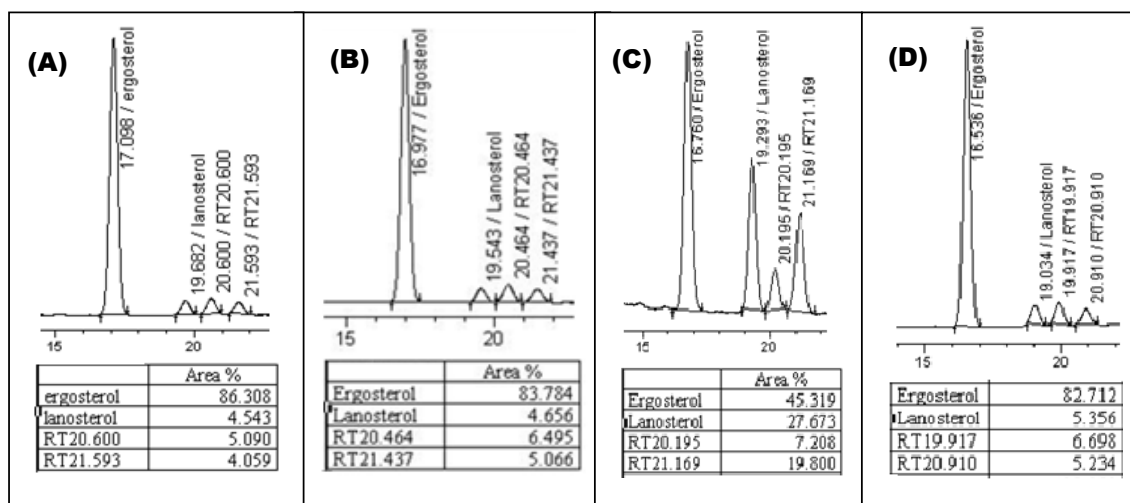 (A)
17.098 / ergosterol
19.682 / lanosterol
20.600 / RT20.600
21.593 / RT21.593
15 20
Area %
ergosterol 86.308
lanosterol 4.543
RT20.600 5.090
RT21.593 4.059
(B)
16.977 / Ergosterol
19.543 / Lanosterol
20.464 / RT20.464
21.437 / RT21.437
15 20
Area %
Ergosterol 83.784
Lanosterol 4.656
RT20.464 6.495
RT21.437 5.066
(C)
16.760 / Ergosterol
19.293 / Lanosterol
20.195 / RT20.195
21.169 / RT21.169
15 20
Area %
Ergosterol 45.319
Lanosterol 27.673
RT20.195 7.208
RT21.169 19.800
(D)
16.536 / Ergosterol
19.034 / Lanosterol
19.917 / RT19.917
20.910 / RT20.910
15 20
Ergosterol 82.712
Lanosterol 5.356
RT19.917 6.698
RT20.910 5.234